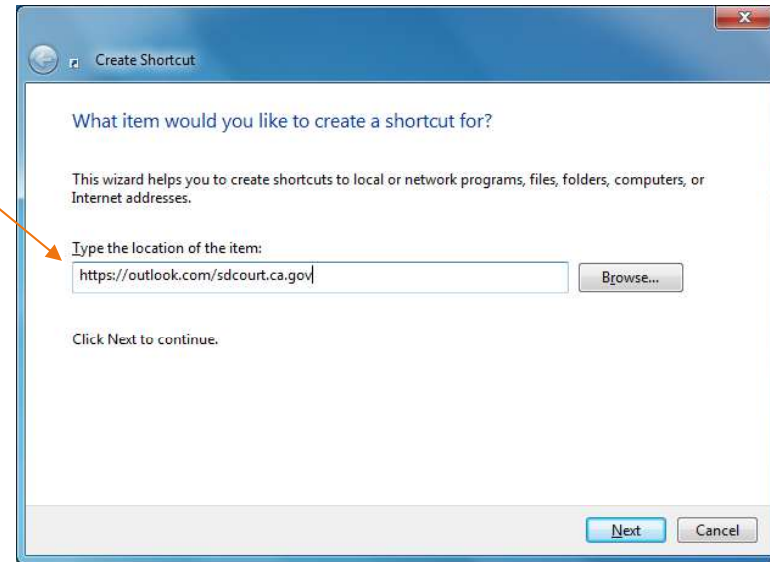 Create Shortcut
What item would you like to create a shortcut for?
This wizard helps you to create shortcuts to local or network programs, files, folders, computers, or
Internet addresses.
Type the location of the item:
https://outlook.com/sdcourt.ca.gov
Browse...
Click Next to continue.
Next Cancel